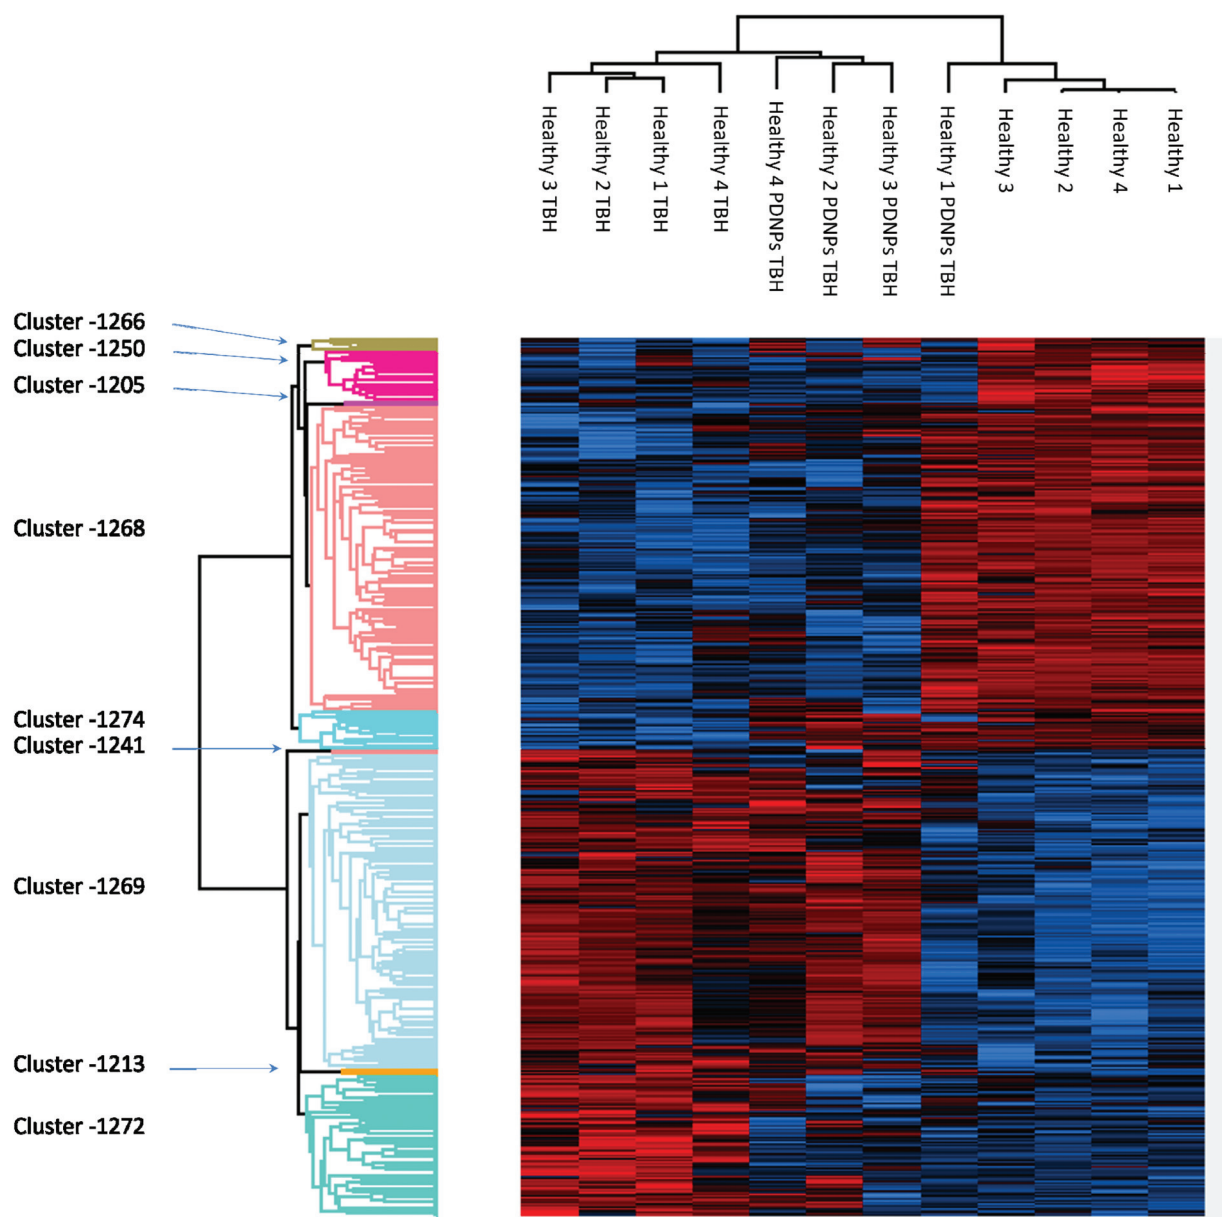 Healthy 3 TBH
Healthy 2 TBH
Healthy 1 TBH
Healthy 4 TBH
Healthy 4 PDNPs TBH
Healthy 2 PDNPs TBH
Healthy 3 PDNPs TBH
Healthy 1 PDNPs TBH
Healthy 3
Healthy 2
Healthy 4
Healthy 1
Cluster -1266
Cluster -1250
Cluster -1205
Cluster -1268
Cluster -1274
Cluster -1241
Cluster -1269
Cluster -1213
Cluster -1272